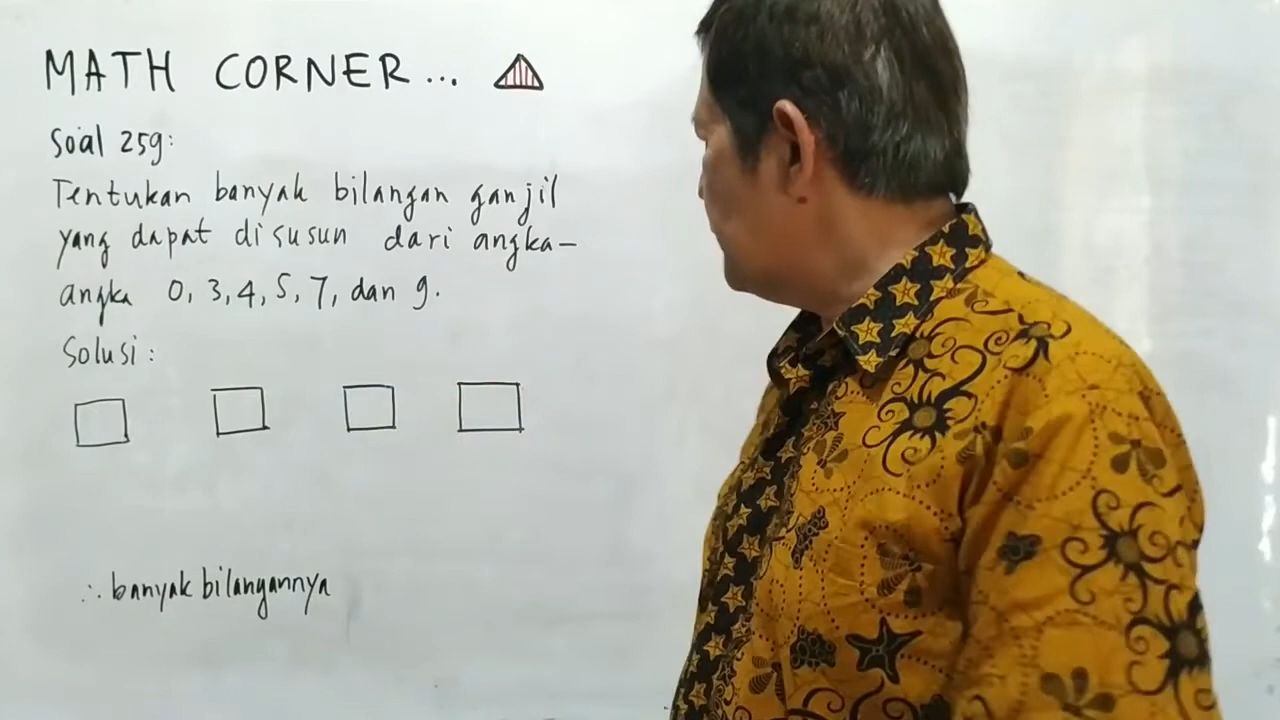 MATH CORNER...
Soal 259:
Tentukan banyak bilangan ganjil
yang dapat disusun dari angka-
angka 0, 3, 4, 5, 7, dan 9.
Solusi:
∴ banyak bilangannya